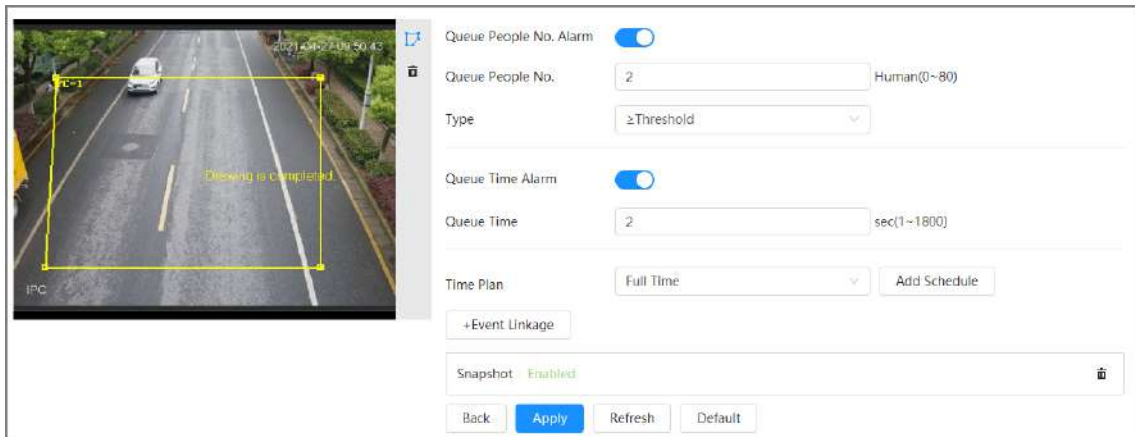 2021-04-27 09:50:43
Queue People No. Alarm
Queue People No. 2 Human(0~80)
Type ≥Threshold
Drawing is completed.
Queue Time Alarm
Queue Time 2 sec(1~1800)
Time Plan Full Time Add Schedule
IPC
+Event Linkage
Snapshot Enabled
Back Apply Refresh Default